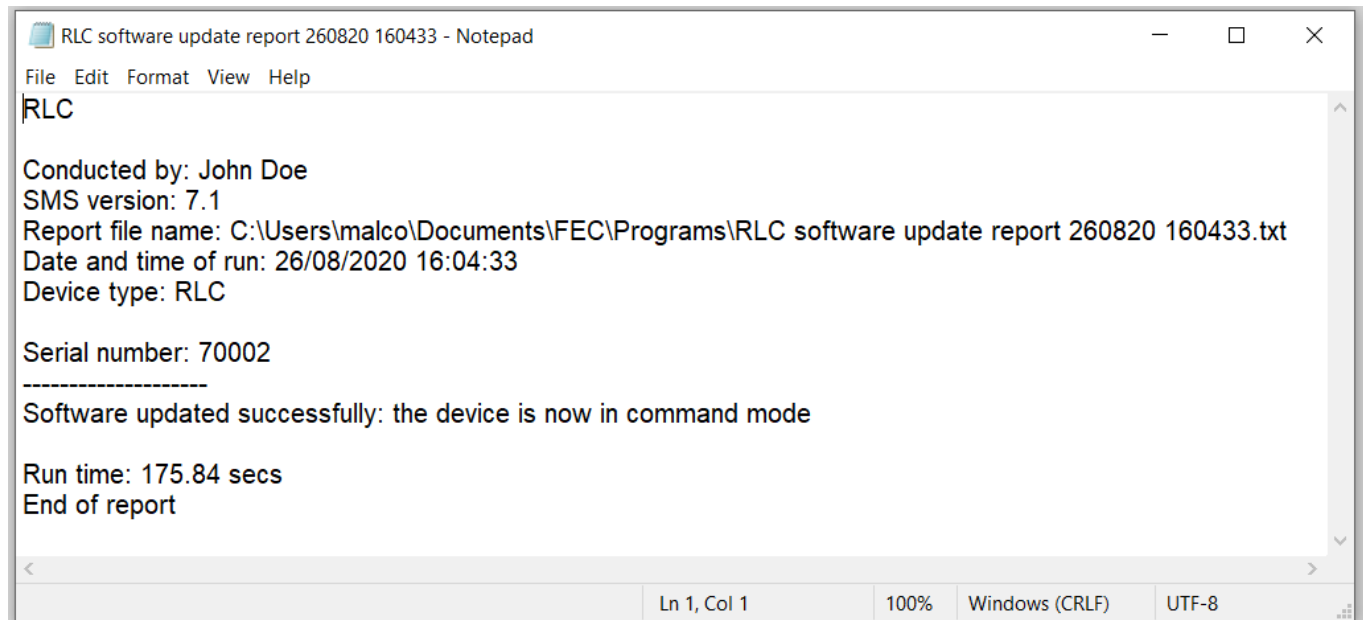 RLC software update report 260820 160433 - Notepad
File Edit Format View Help
RLC
Conducted by: John Doe
SMS version: 7.1
Report file name: C:\Users\malco\Documents\FEC\Programs\RLC software update report 260820 160433.txt
Date and time of run: 26/08/2020 16:04:33
Device type: RLC
Serial number: 70002
--------------------
Software updated successfully: the device is now in command mode
Run time: 175.84 secs
End of report
Ln 1, Col 1 100% Windows (CRLF) UTF-8